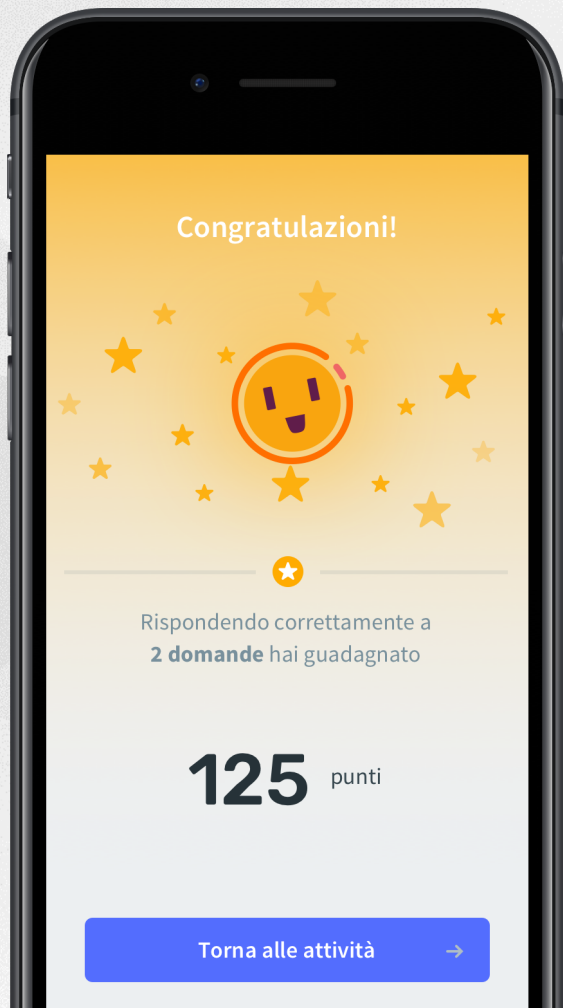 Congratulazioni!
Rispondendo correttamente a
2 domande hai guadagnato
125 punti
Torna alle attività →